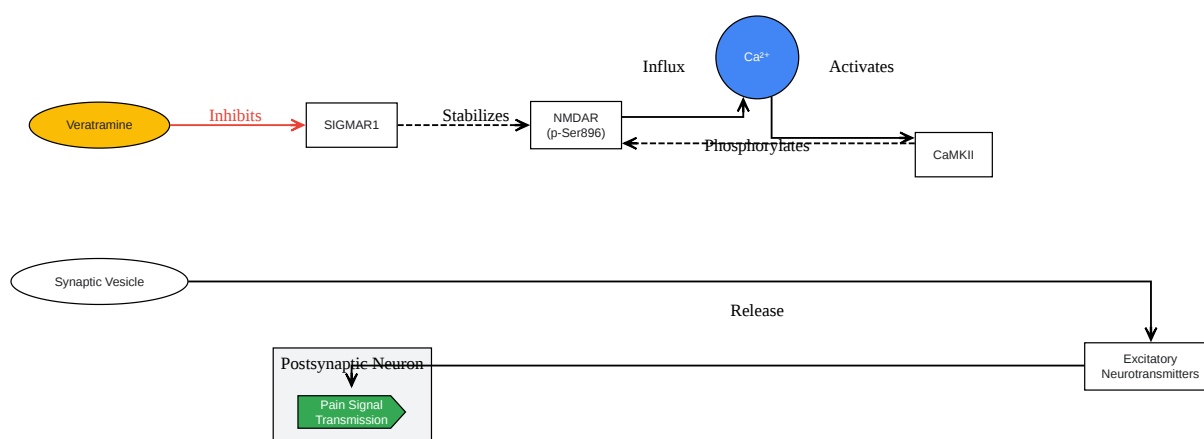 Influx
Ca²⁺
Activates
Veratramine
Inhibits
SIGMAR1
Stabilizes
NMDAR
(p-Ser896)
Phosphorylates
CaMKII
Synaptic Vesicle
Release
Postsynaptic Neuron
Excitatory
Neurotransmitters
Pain Signal
Transmission